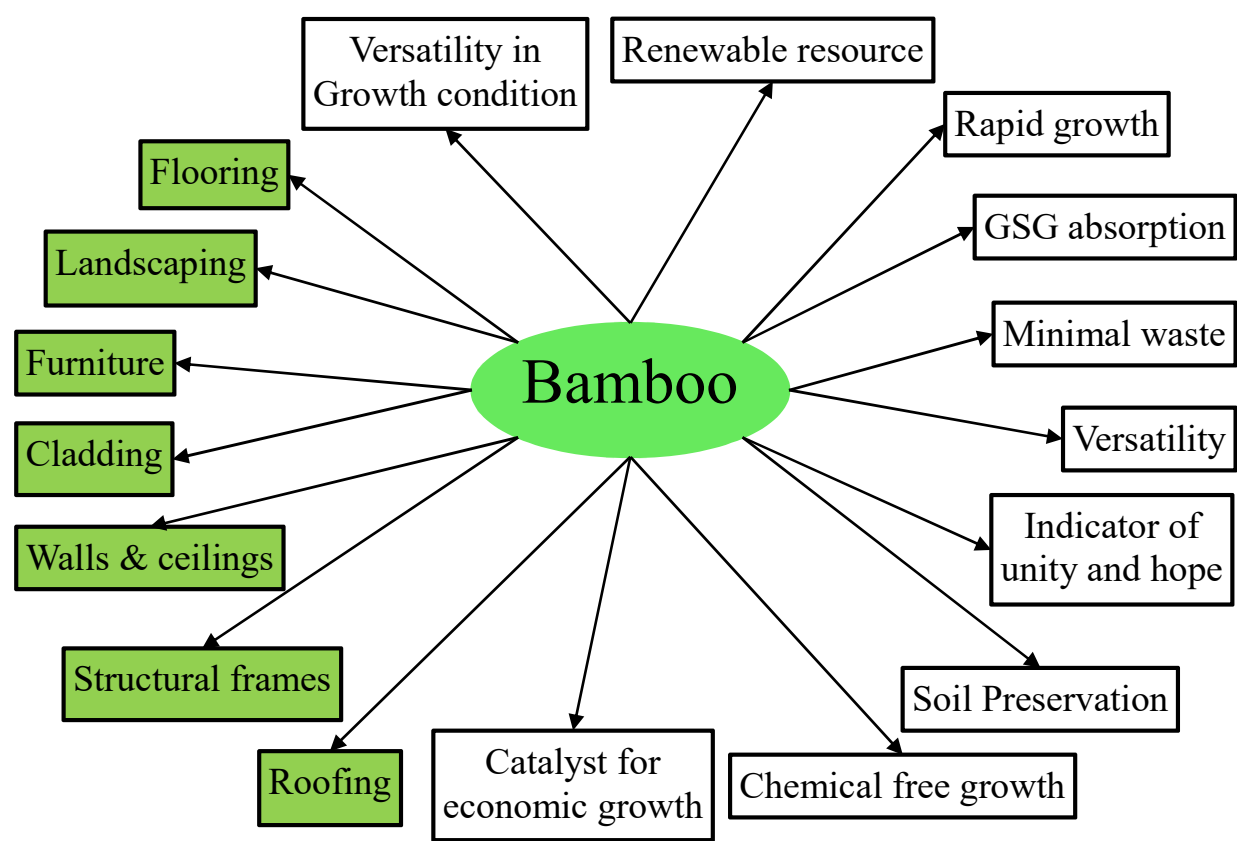 Versatility in
Growth condition
Renewable resource
Rapid growth
Flooring
GSG absorption
Landscaping
Minimal waste
Furniture
Bamboo
Versatility
Cladding
Indicator of
unity and hope
Walls & ceilings
Structural frames
Soil Preservation
Roofing
Catalyst for
economic growth
Chemical free growth